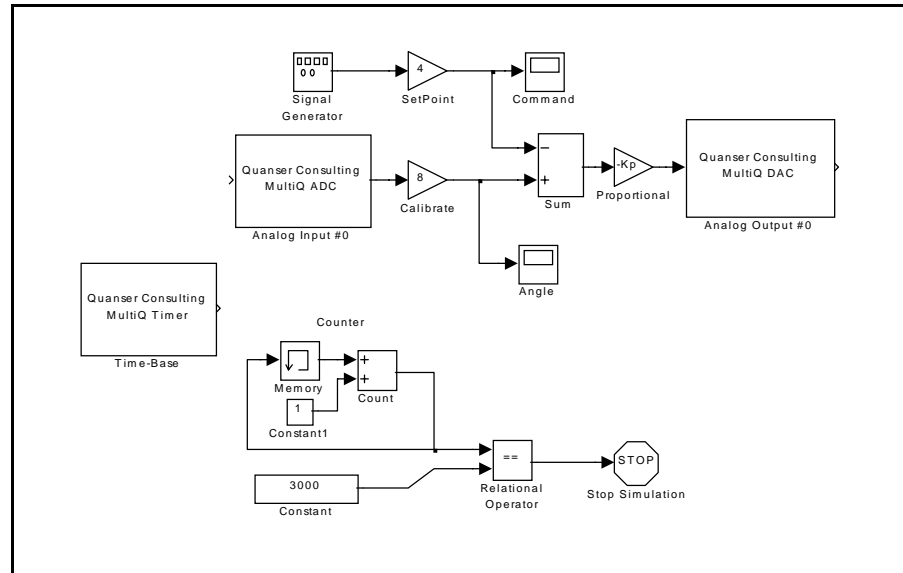 4
Signal
Generator
SetPoint
Command
Quanser Consulting
MultiQ ADC
Analog Input #0
8
Calibrate
−
+
Sum
-Kp
Proportional
Quanser Consulting
MultiQ DAC
Analog Output #0
Angle
Quanser Consulting
MultiQ Timer
Time-Base
Counter
Memory
+
+
Count
1
Constant1
3000
Constant
==
Relational
Operator
STOP
Stop Simulation